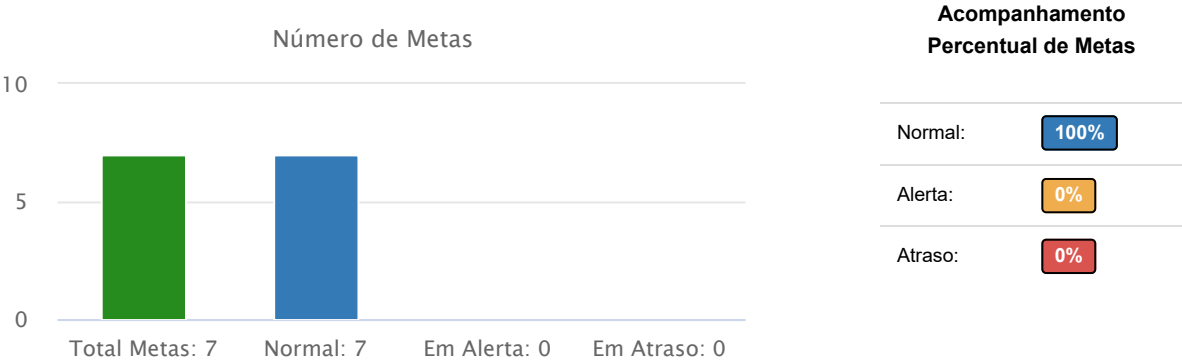 Número de Metas
10
5
0
Total Metas: 7
Normal: 7
Em Alerta: 0
Em Atraso: 0
Acompanhamento
Percentual de Metas
Normal: 100%
Alerta: 0%
Atraso: 0%